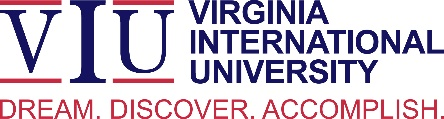 VIU
VIRGINIA
INTERNATIONAL
UNIVERSITY
DREAM. DISCOVER. ACCOMPLISH.